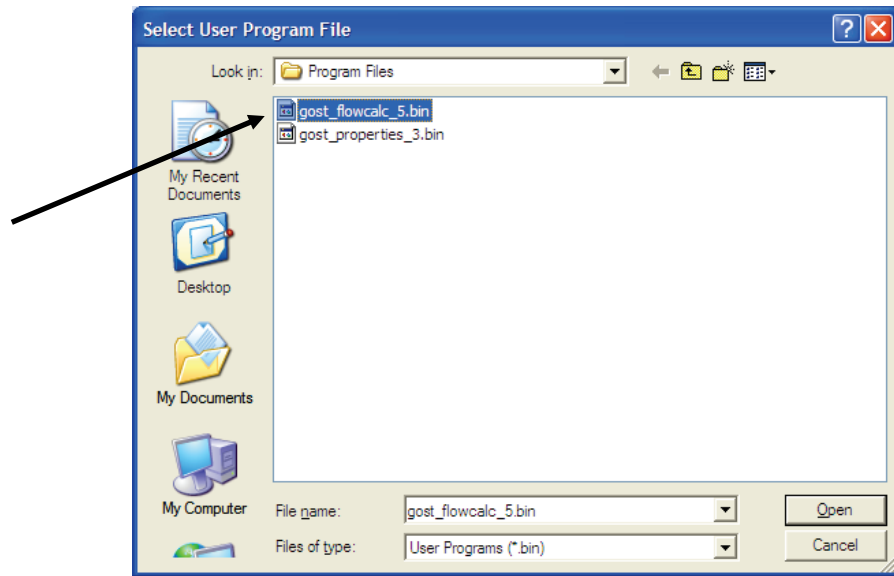 Select User Program File
Look in: Program Files
gost_flowcalc_5.bin
gost_properties_3.bin
My Recent
Documents
Desktop
My Documents
My Computer
File name: gost_flowcalc_5.bin Open
Files of type: User Programs (*.bin) Cancel